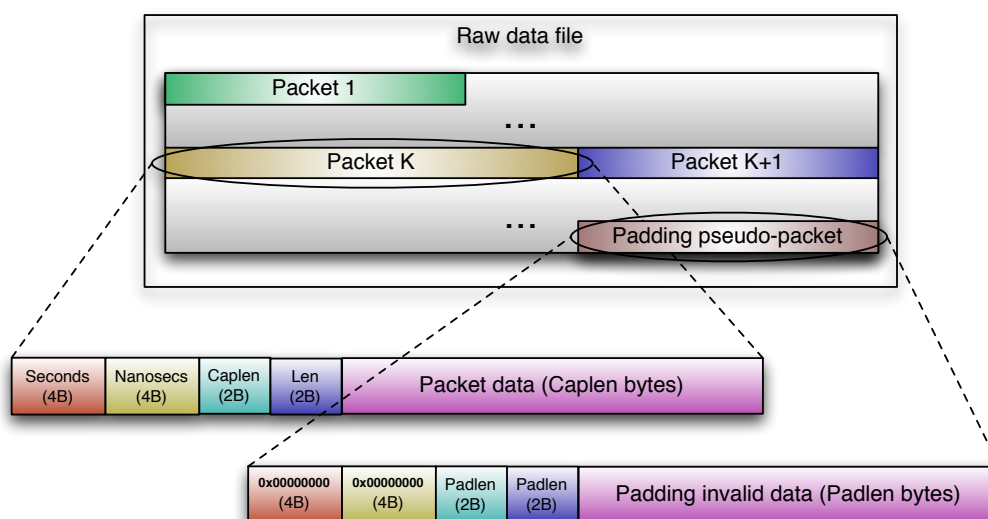 Raw data file
Packet 1
...
Packet K
Packet K+1
...
Padding pseudo-packet
Seconds
(4B)
Nanosecs
(4B)
Caplen
(2B)
Len
(2B)
Packet data (Caplen bytes)
0x00000000
(4B)
0x00000000
(4B)
Padlen
(2B)
Padlen
(2B)
Padding invalid data (Padlen bytes)